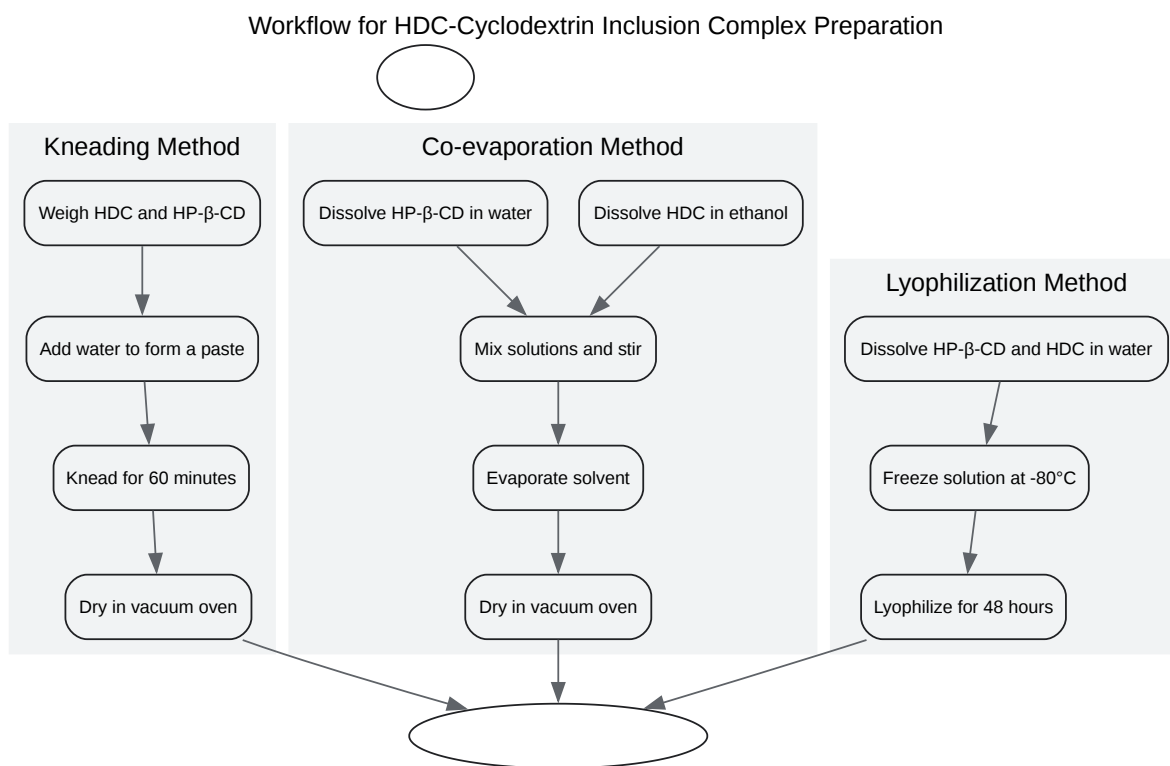 Workflow for HDC-Cyclodextrin Inclusion Complex Preparation
Kneading Method
Weigh HDC and HP-β-CD
Add water to form a paste
Knead for 60 minutes
Dry in vacuum oven
Co-evaporation Method
Dissolve HP-β-CD in water
Dissolve HDC in ethanol
Mix solutions and stir
Evaporate solvent
Dry in vacuum oven
Lyophilization Method
Dissolve HP-β-CD and HDC in water
Freeze solution at -80°C
Lyophilize for 48 hours